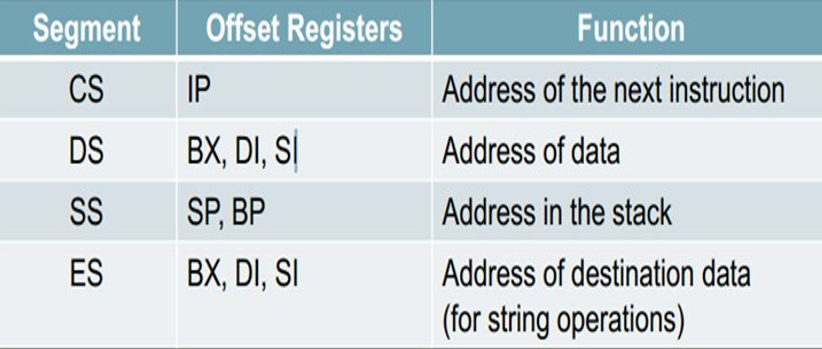 Segment Offset Registers Function
CS IP Address of the next instruction
DS BX, DI, SI Address of data
SS SP, BP Address in the stack
ES BX, DI, SI Address of destination data
(for string operations)